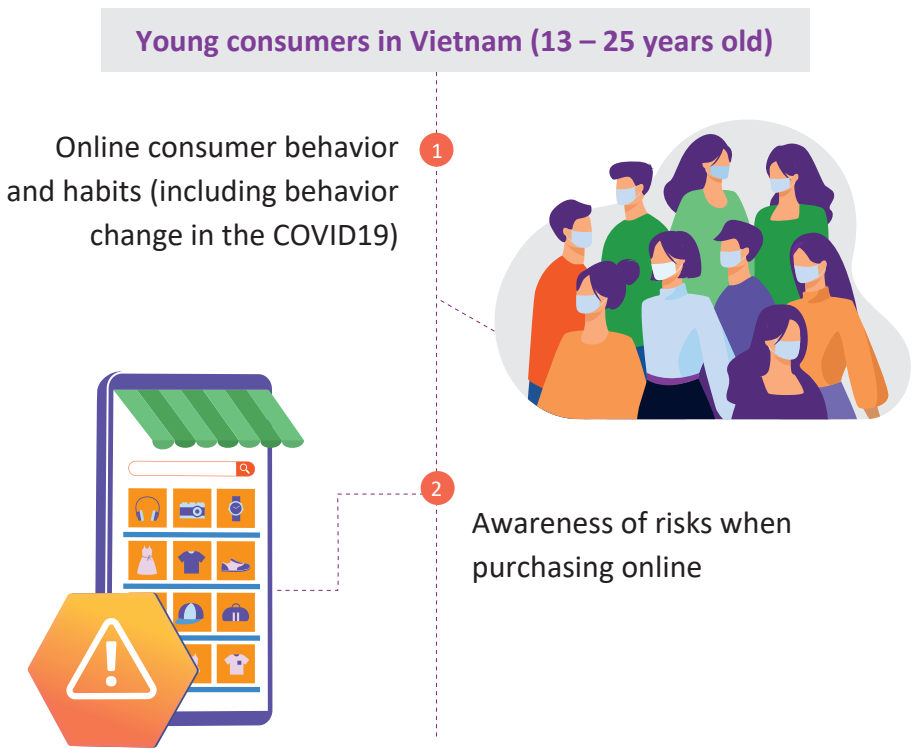 Young consumers in Vietnam (13 – 25 years old)
1
Online consumer behavior
and habits (including behavior
change in the COVID19)
2
Awareness of risks when
purchasing online
!